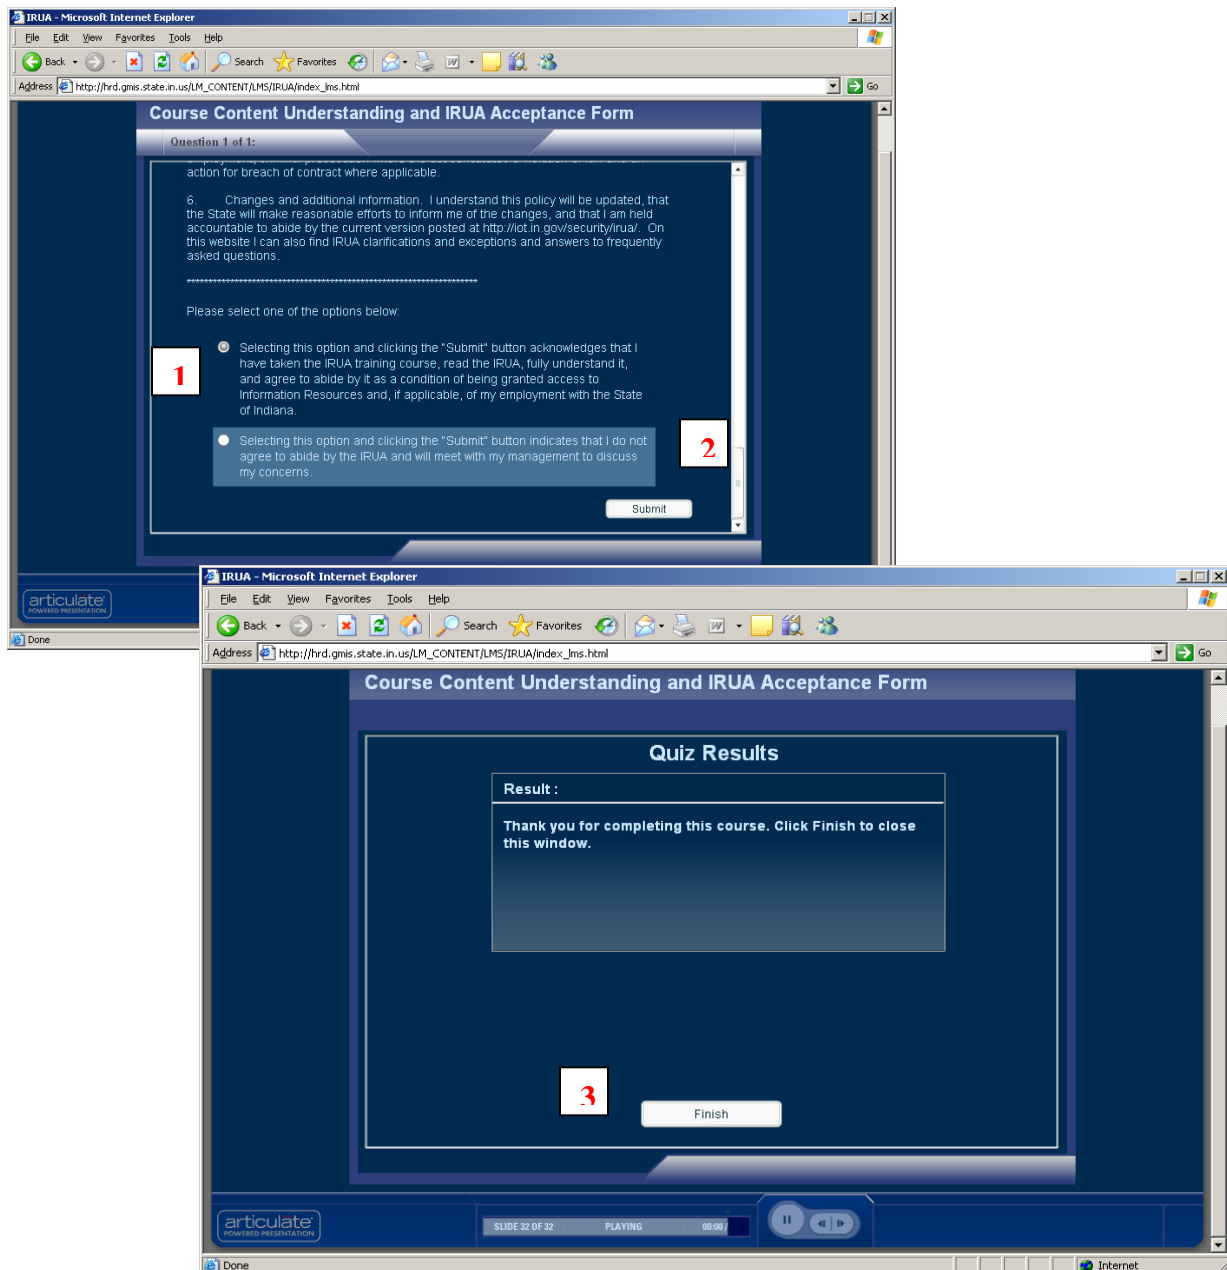 IRUA - Microsoft Internet Explorer
File Edit View Favorites Tools Help
Back Search Favorites
Address http://hrd.gmis.state.in.us/LM_CONTENT/LMS/IRUA/index_lms.html Go
Course Content Understanding and IRUA Acceptance Form
Question 1 of 1:
action for breach of contract where applicable.
6. Changes and additional information. I understand this policy will be updated, that
the State will make reasonable efforts to inform me of the changes, and that I am held
accountable to abide by the current version posted at http://iot.in.gov/security/irua/. On
this website I can also find IRUA clarifications and exceptions and answers to frequently
asked questions.
******************************************************************
Please select one of the options below:
1
Selecting this option and clicking the "Submit" button acknowledges that I
have taken the IRUA training course, read the IRUA, fully understand it,
and agree to abide by it as a condition of being granted access to
Information Resources and, if applicable, of my employment with the State
of Indiana.
2
Selecting this option and clicking the "Submit" button indicates that I do not
agree to abide by the IRUA and will meet with my management to discuss
my concerns.
Submit
articulate
POWERED PRESENTATION
Done
IRUA - Microsoft Internet Explorer
File Edit View Favorites Tools Help
Back Search Favorites
Address http://hrd.gmis.state.in.us/LM_CONTENT/LMS/IRUA/index_lms.html Go
Course Content Understanding and IRUA Acceptance Form
Quiz Results
Result :
Thank you for completing this course. Click Finish to close
this window.
3
Finish
articulate
POWERED PRESENTATION
SLIDE 32 OF 32 PLAYING 00:00 /
Done Internet